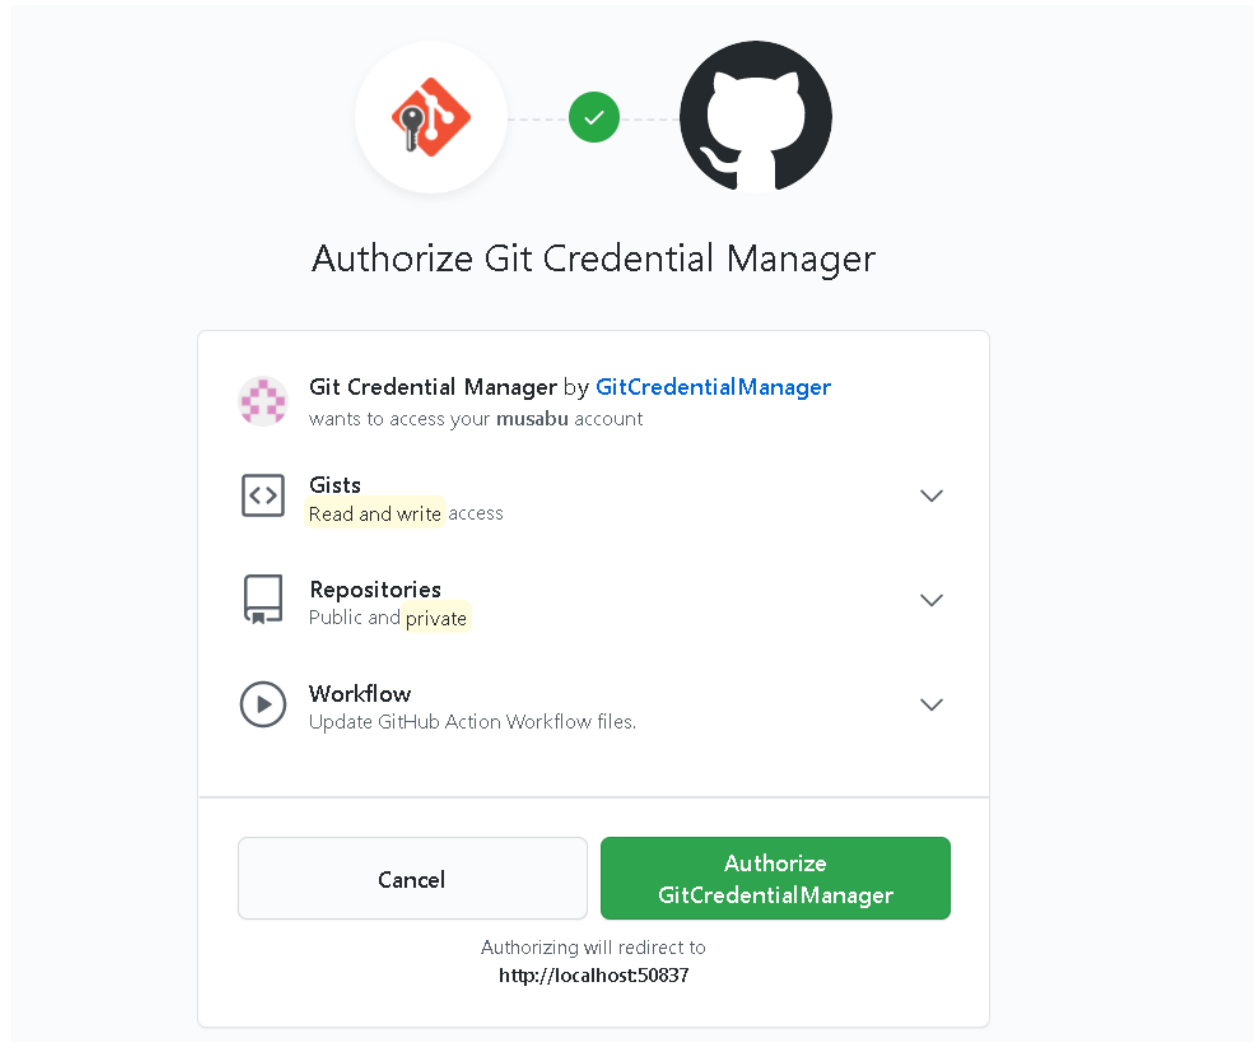 Authorize Git Credential Manager
Git Credential Manager by GitCredentialManager
wants to access your musabu account
Gists
Read and write access
Repositories
Public and private
Workflow
Update GitHub Action Workflow files.
Cancel
Authorize
GitCredentialManager
Authorizing will redirect to
http://localhost:50837